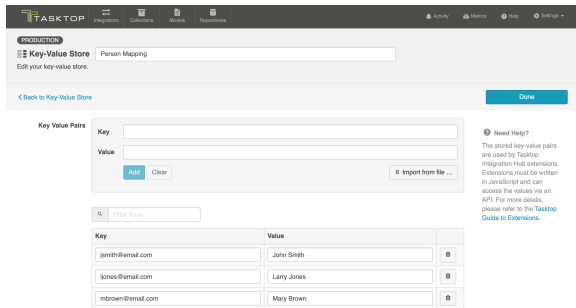 TASKTOP
Integrations
Collections
Models
Repositories
Activity
Metrics
Help
Settings
PRODUCTION
Key-Value Store
Person Mapping
Edit your key-value store.
Back to Key-Value Store
Done
Key Value Pairs
Key
Value
Add
Clear
Import from file ...
Need Help?
The stored key-value pairs
are used by Tasktop
Integration Hub extensions.
Extensions must be written
in JavaScript and can
access the values via an
API. For more details,
please refer to the Tasktop
Guide to Extensions.
Filter Keys
Key Value
jsmith@email.com John Smith
ljones@email.com Larry Jones
mbrown@email.com Mary Brown